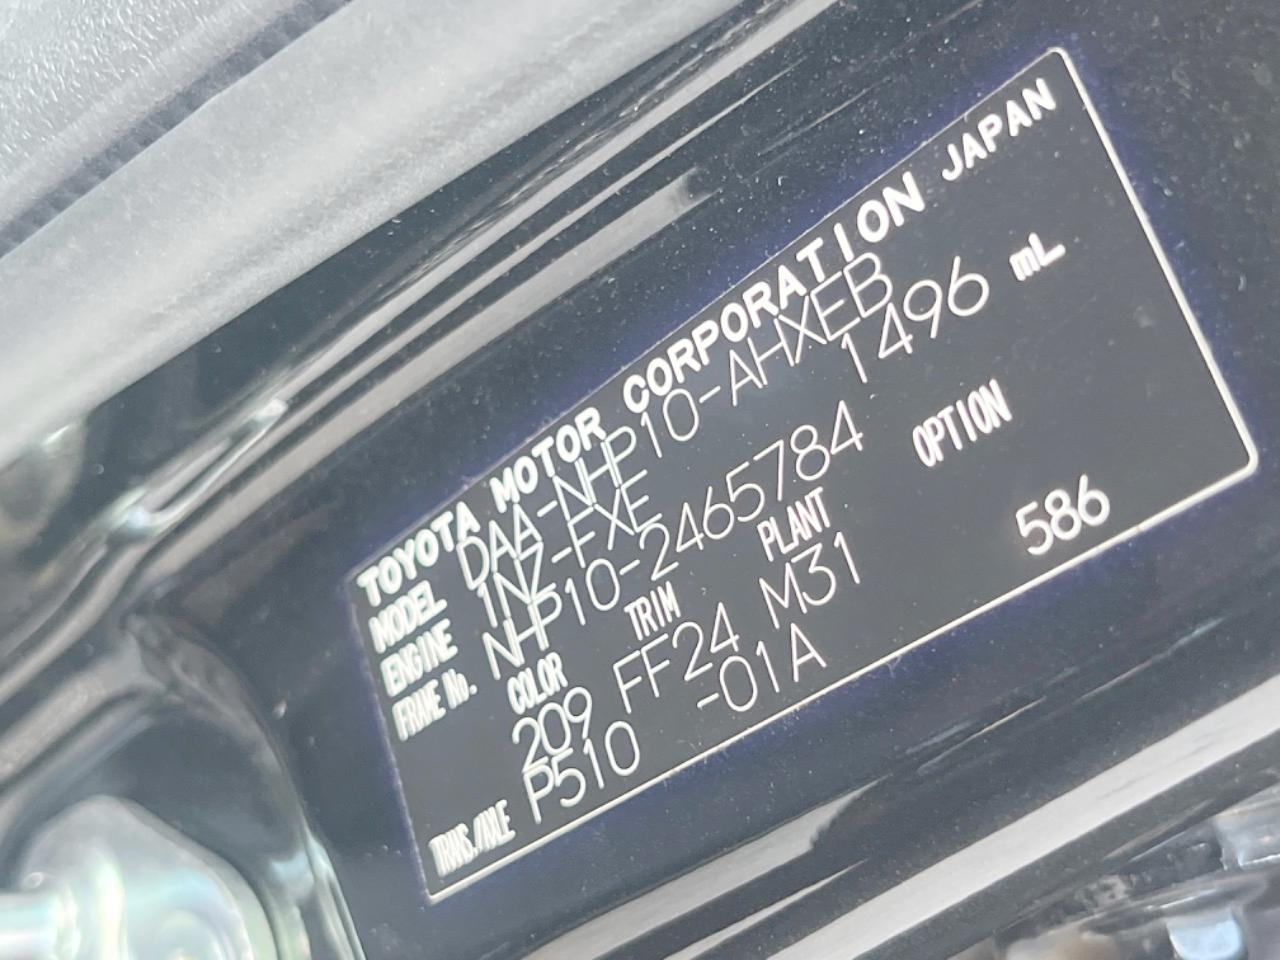 TOYOTA MOTOR CORPORATION JAPAN
MODEL DAA-NHP10-AHXEB
ENGINE 1NZ-FXE 1496 mL
FRAME No. NHP10-2465784
COLOR TRIM PLANT OPTION
209 FF24 M31 586
TRANS./AXLE P510 -01A